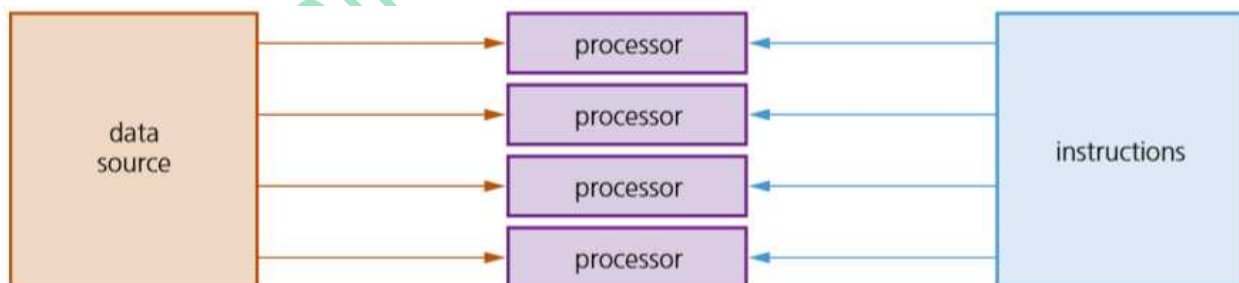 data
source
processor
processor
processor
processor
instructions